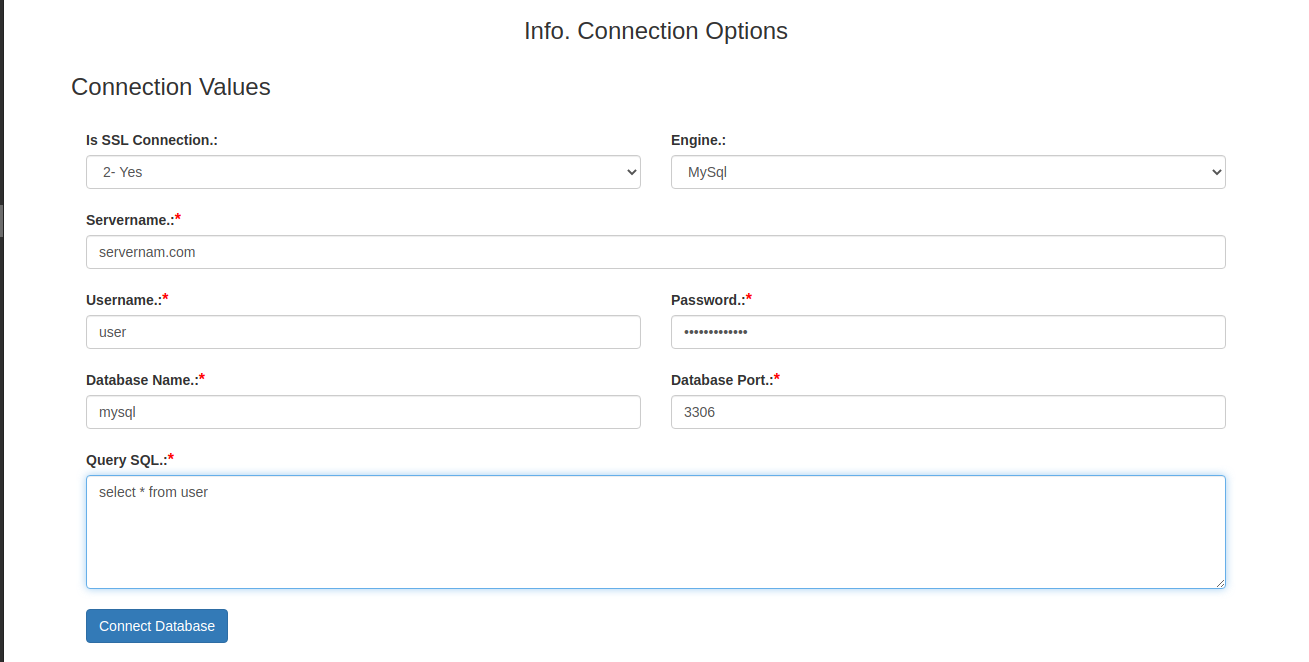 Info. Connection Options
Connection Values
Is SSL Connection.: Engine.:
2- Yes MySql
Servername.:*
servernam.com
Username.:* Password.:*
user •••••••••••••
Database Name.:* Database Port.:*
mysql 3306
Query SQL.:*
select * from user
Connect Database